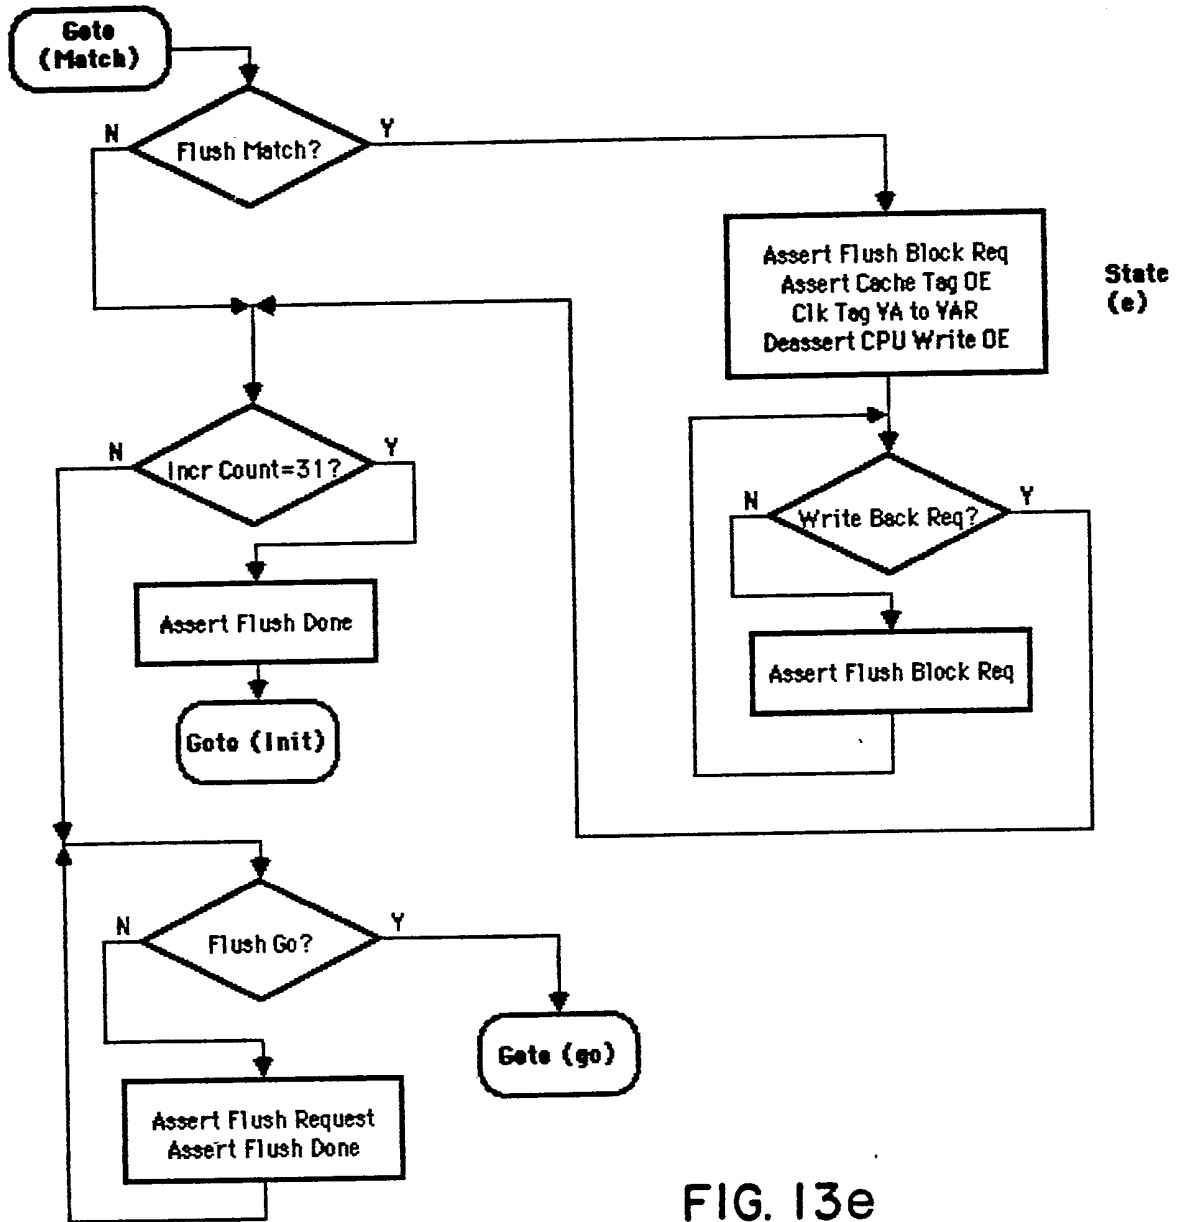 Goto
(Match)
N
Flush Match?
Y
Assert Flush Block Req
Assert Cache Tag OE
Clk Tag VA to VAR
Deassert CPU Write OE
State
(e)
N
Incr Count=31?
Y
N
Write Back Req?
Y
Assert Flush Done
Assert Flush Block Req
Goto (Init)
N
Flush Go?
Y
Goto (go)
Assert Flush Request
Assert Flush Done
FIG. 13e